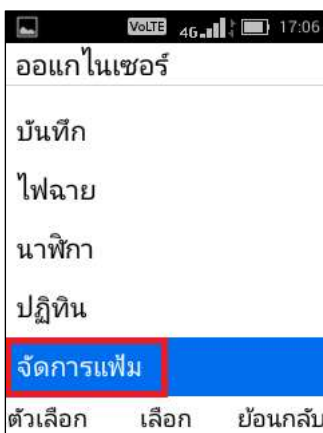 VoLTE 4G 17:06
ออแกไนเซอร์
บันทึก
ไฟฉาย
นาฬิกา
ปฏิทิน
จัดการแฟ้ม
ตัวเลือก เลือก ย้อนกลับ